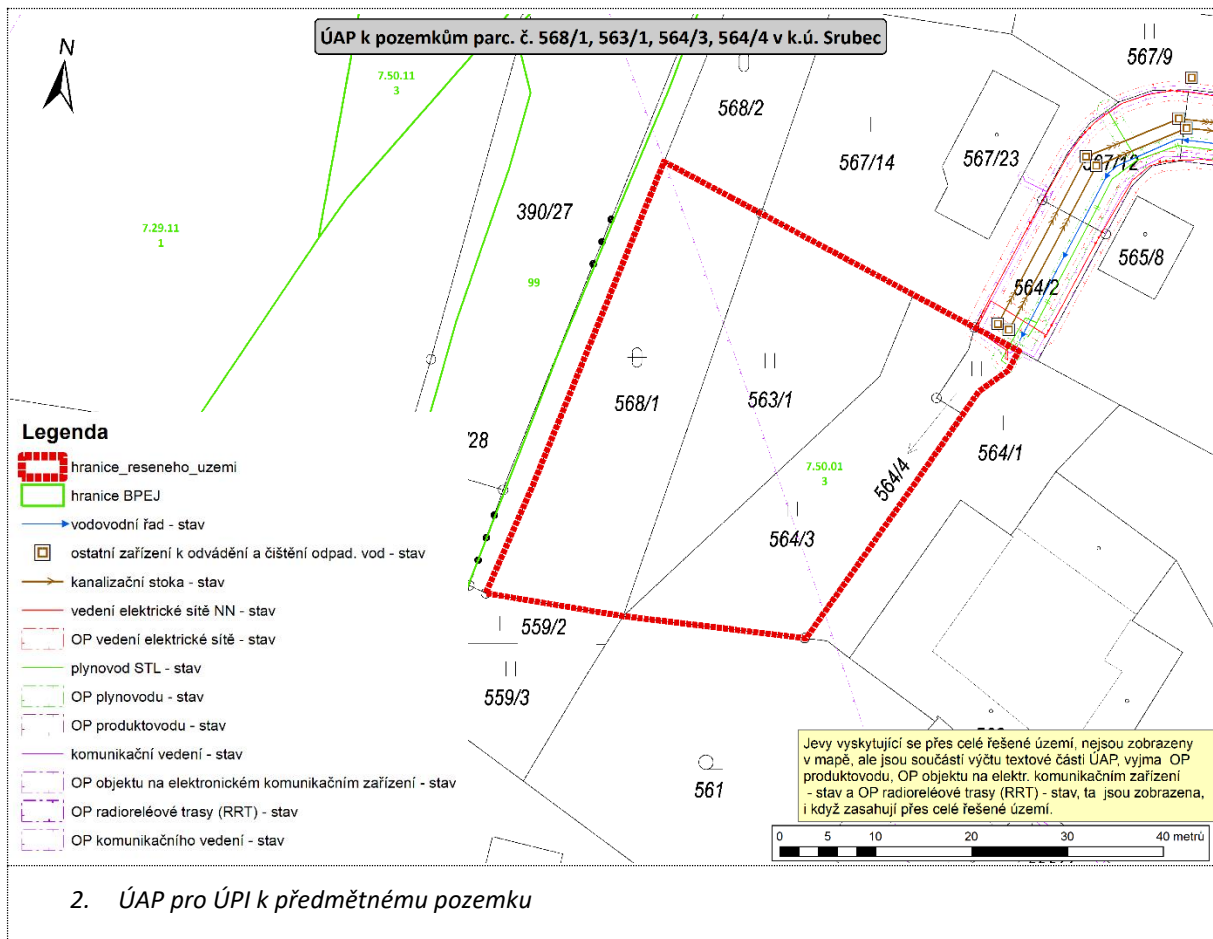 ÚAP k pozemkům parc. č. 568/1, 563/1, 564/3, 564/4 v k.ú. Srubec
N
7.50.11
3
568/2
567/9
567/14
567/23
7.29.11
1
390/27
99
565/8
564/2
568/1
563/1
564/1
564/4
7.50.01
3
564/3
559/2
559/3
561
Legenda
hranice_reseneho_uzemi
hranice BPEJ
vodovodní řad - stav
ostatní zařízení k odvádění a čištění odpad. vod - stav
kanalizační stoka - stav
vedení elektrické sítě NN - stav
OP vedení elektrické sítě - stav
plynovod STL - stav
OP plynovodu - stav
OP produktovodu - stav
komunikační vedení - stav
OP objektu na elektronickém komunikačním zařízení - stav
OP radioreléové trasy (RRT) - stav
OP komunikačního vedení - stav
Jevy vyskytující se přes celé řešené území, nejsou zobrazeny
v mapě, ale jsou součástí výčtu textové části ÚAP, vyjma OP
produktovodu, OP objektu na elektr. komunikačním zařízení
- stav a OP radioreléové trasy (RRT) - stav, ta jsou zobrazena,
i když zasahují přes celé řešené území.
0 5 10 20 30 40 metrů
2. ÚAP pro ÚPI k předmětnému pozemku